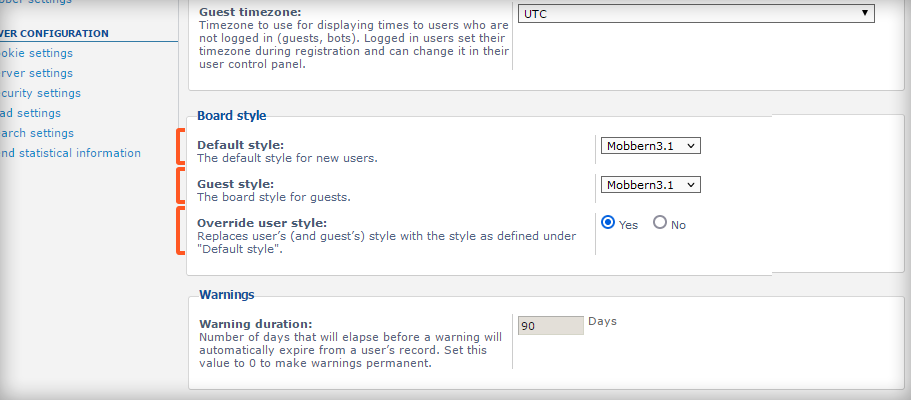 Guest timezone:
Timezone to use for displaying times to users who are
not logged in (guests, bots). Logged in users set their
timezone during registration and can change it in their
user control panel.
UTC
VER CONFIGURATION
okie settings
rver settings
curity settings
ad settings
arch settings
nd statistical information
Board style
Default style:
The default style for new users.
Mobbern3.1
Guest style:
The board style for guests.
Mobbern3.1
Override user style:
Replaces user’s (and guest’s) style with the style as defined under
"Default style".
Yes No
Warnings
Warning duration:
Number of days that will elapse before a warning will
automatically expire from a user’s record. Set this
value to 0 to make warnings permanent.
90 Days